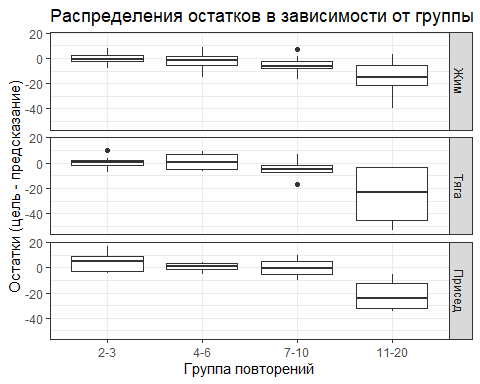 Распределения остатков в зависимости от группы
Остатки (цель - предсказание)
20
0
-20
-40
Жим
20
0
-20
-40
Тяга
20
0
-20
-40
Присед
2-3
4-6
7-10
11-20
Группа повторений